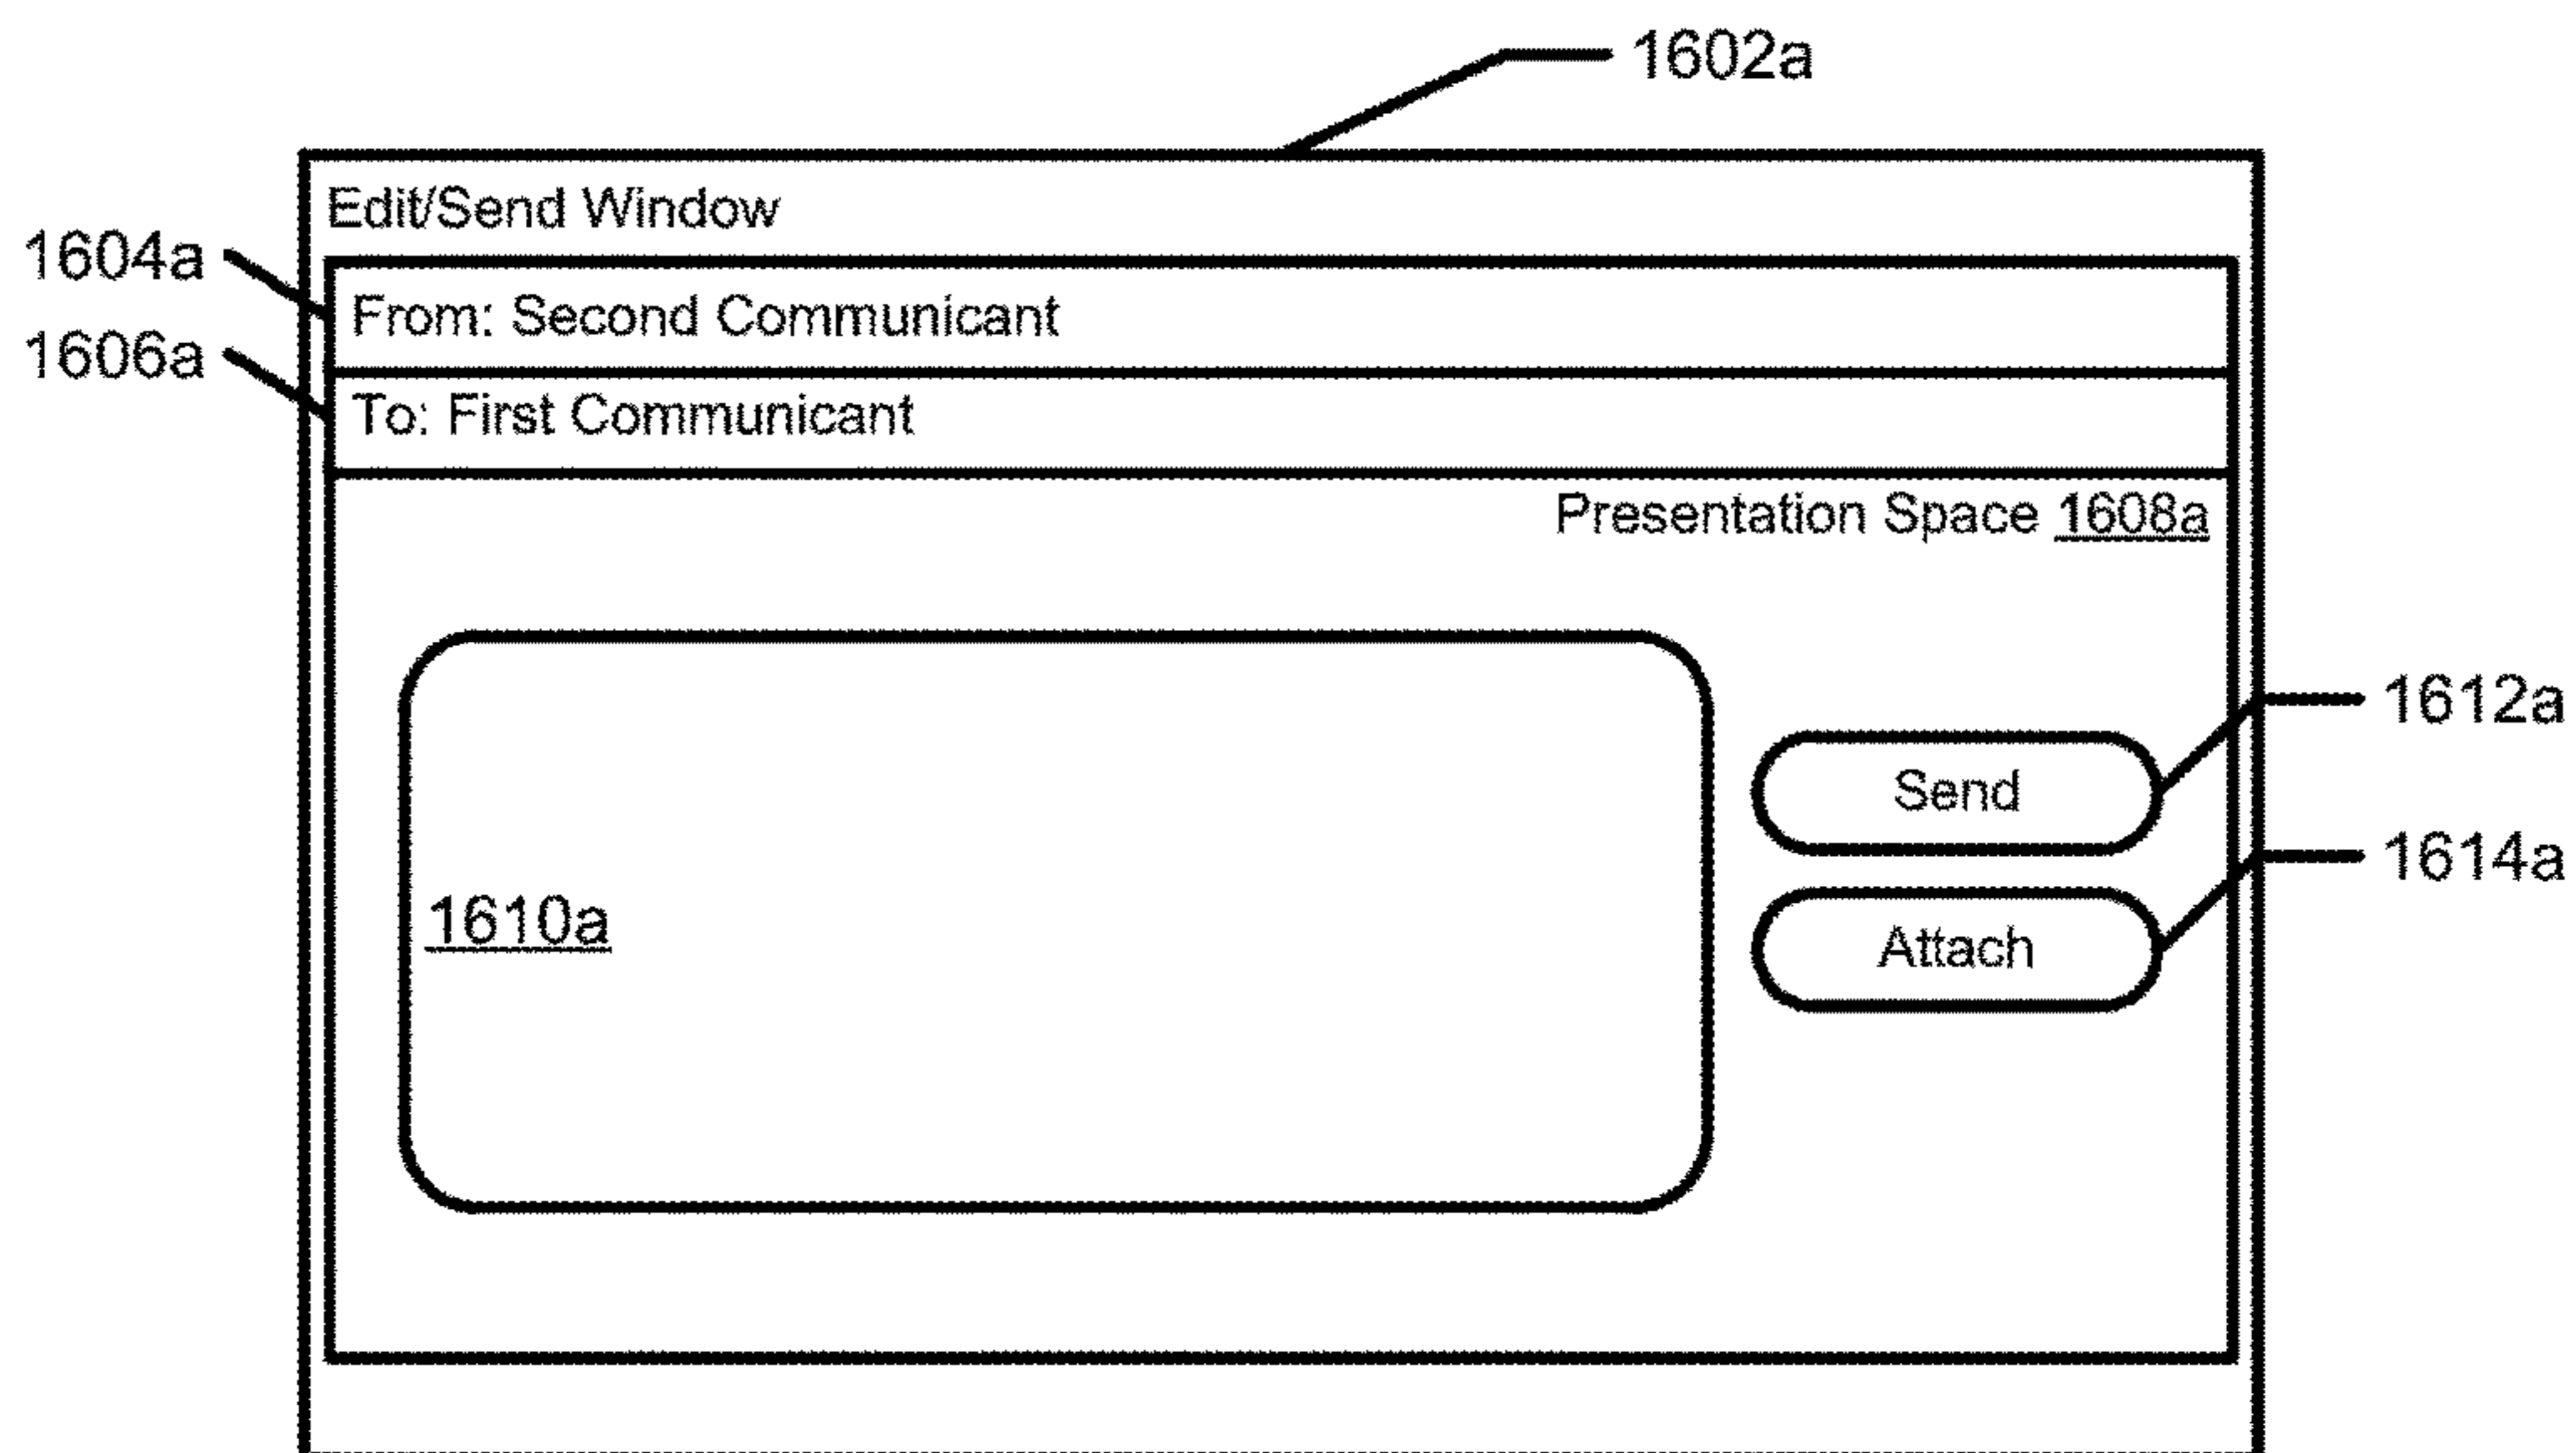 1602a
Edit/Send Window
1604a
From: Second Communicant
1606a
To: First Communicant
Presentation Space 1608a
1612a
Send
1614a
1610a
Attach